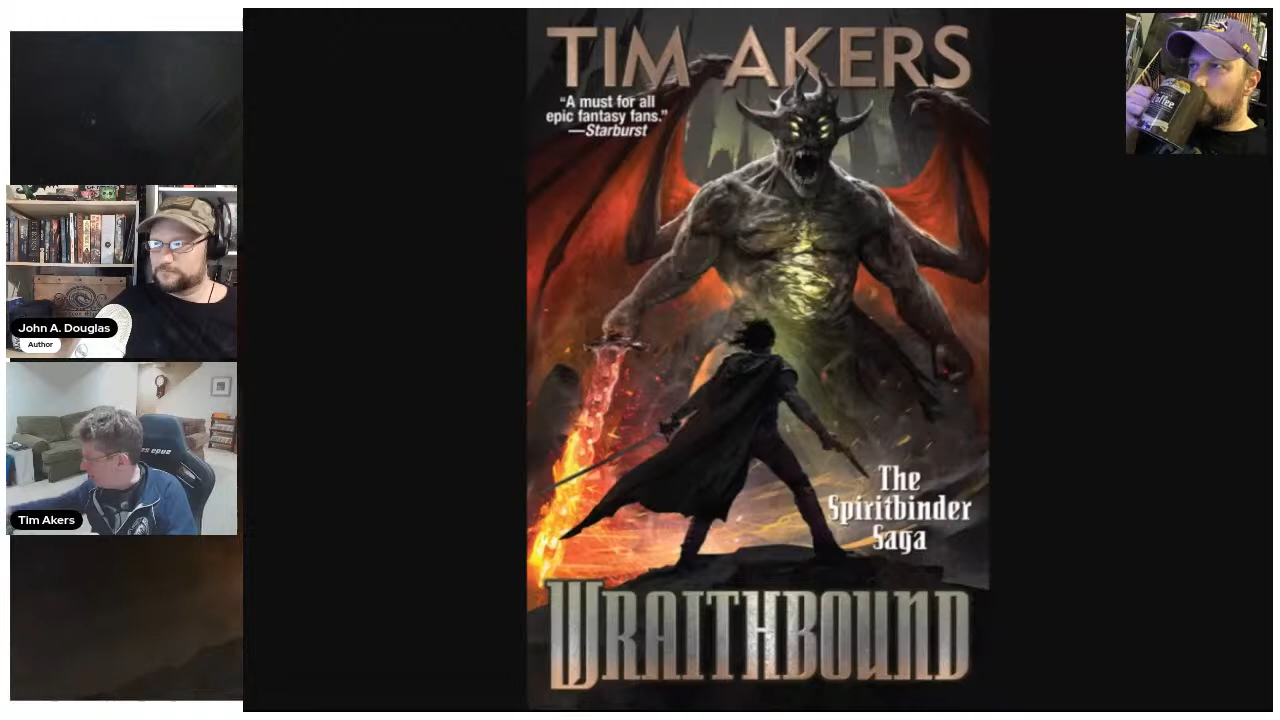 TIM AKERS
"A must for all
epic fantasy fans."
—Starburst
The
Spiritbinder
Saga
WRAITHBOUND
John A. Douglas
Author
Tim Akers
Coffee